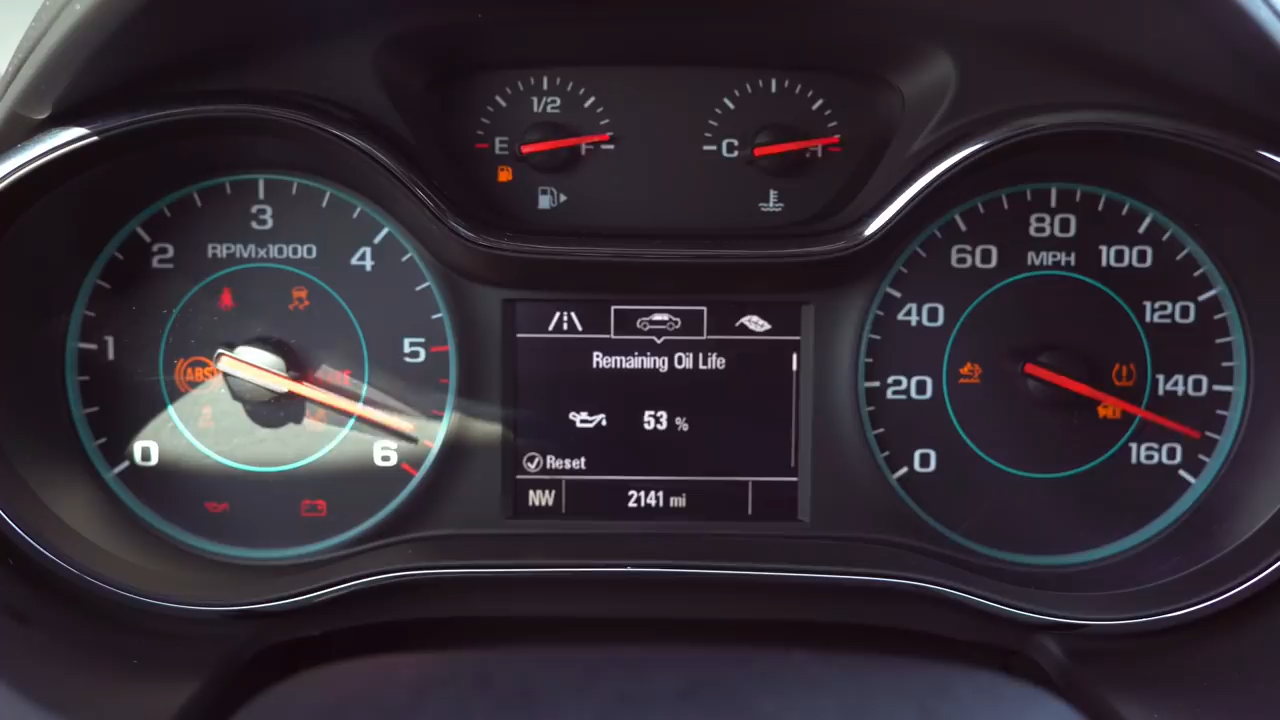 1/2
E F
C H
3
2 RPMx1000 4
1 5
ABS
0 6
Remaining Oil Life
53 %
Reset
NW 2141 mi
80
60 MPH 100
40 120
20 140
0 160